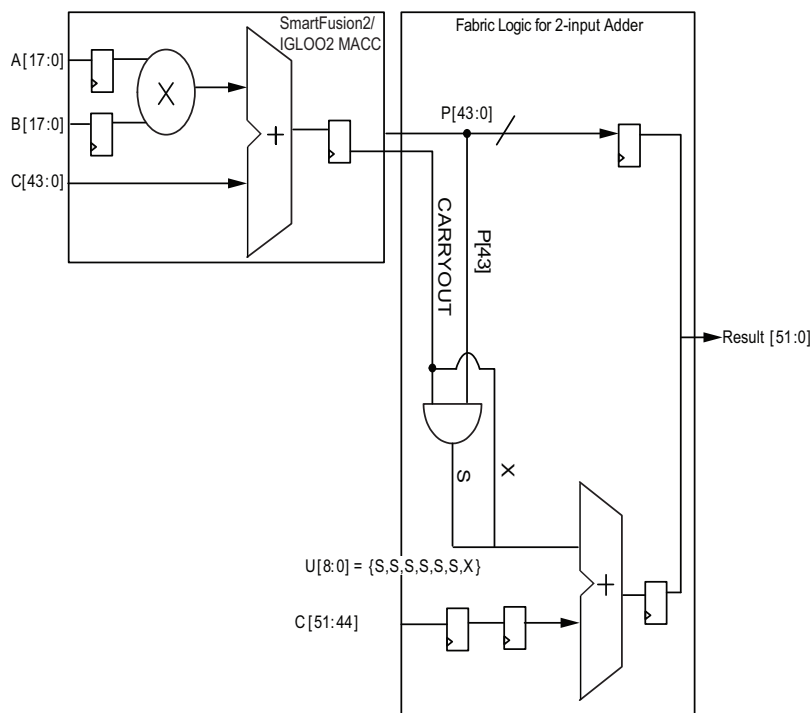 SmartFusion2/
IGLOO2 MACC
Fabric Logic for 2-input Adder
A[17:0]
X
B[17:0]
+
C[43:0]
P[43:0]
CARRYOUT
P[43]
Result [51:0]
S
X
U[8:0] = {S,S,S,S,S,S,X}
+
C[51:44]